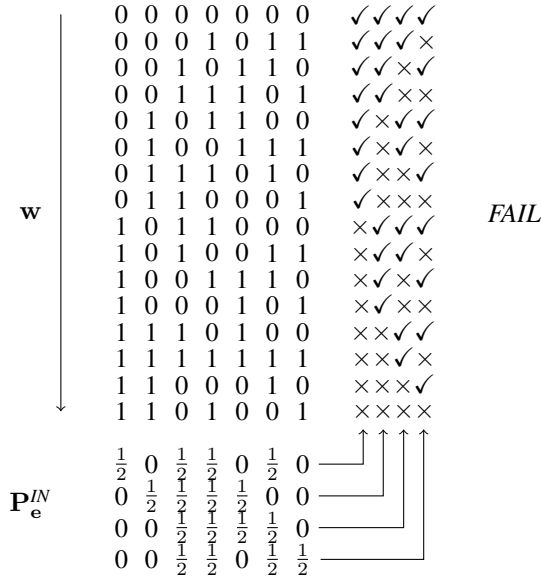 0 0 0 0 0 0 0 ✓✓✓✓
0 0 0 1 0 1 1 ✓✓✓×
0 0 1 0 1 1 0 ✓✓×✓
0 0 1 1 1 0 1 ✓✓××
0 1 0 1 1 0 0 ✓×✓✓
0 1 0 0 1 1 1 ✓×✓×
0 1 1 1 0 1 0 ✓××✓
0 1 1 0 0 0 1 ✓×××
w FAIL
1 0 1 1 0 0 0 ×✓✓✓
1 0 1 0 0 1 1 ×✓✓×
1 0 0 1 1 1 0 ×✓×✓
1 0 0 0 1 0 1 ×✓××
1 1 1 0 1 0 0 ××✓✓
1 1 1 1 1 1 1 ××✓×
1 1 0 0 0 1 0 ×××✓
1 1 0 1 0 0 1 ××××
1/2 0 1/2 1/2 0 1/2 0
P_e^IN 0 1/2 1/2 1/2 1/2 0 0
0 0 1/2 1/2 1/2 1/2 0
0 0 1/2 1/2 0 1/2 1/2